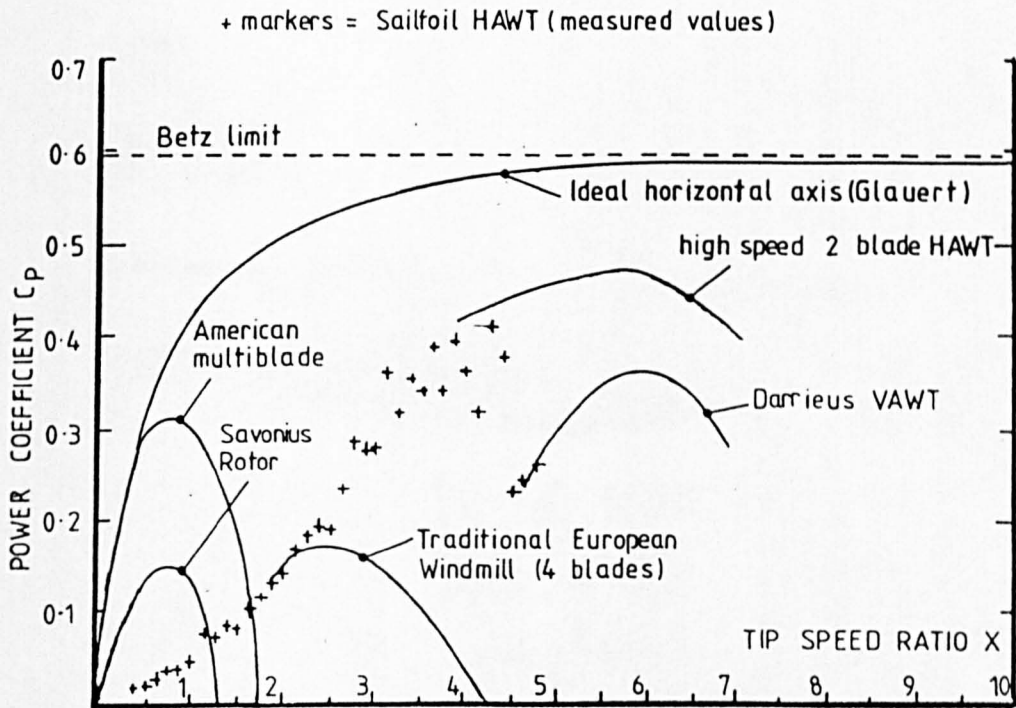 + markers = Sailfoil HAWT (measured values)
0·7
Betz limit
0·6
Ideal horizontal axis (Glauert)
0·5
high speed 2 blade HAWT
American
multiblade
0·4
Darrieus VAWT
Savonius
Rotor
0·3
0·2
Traditional European
Windmill (4 blades)
0·1
POWER COEFFICIENT CP
TIP SPEED RATIO X
1 2 3 4 5 6 7 8 9 10